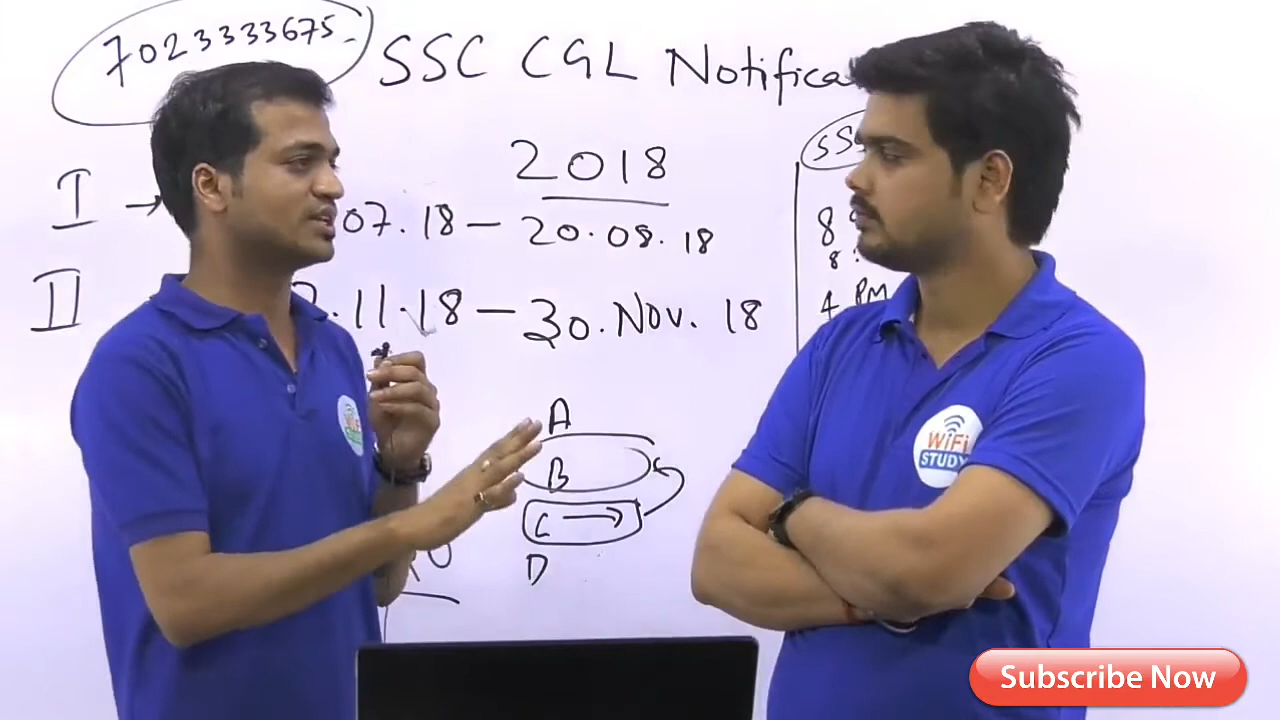 7023333675
SSC CGL Notifica
2018
SSC
I → 07.18 — 20.08.18
8
8:
II 11.18 — 30.Nov.18
4 PM
A
B
C →
D
WiFi
STUDY
Subscribe Now